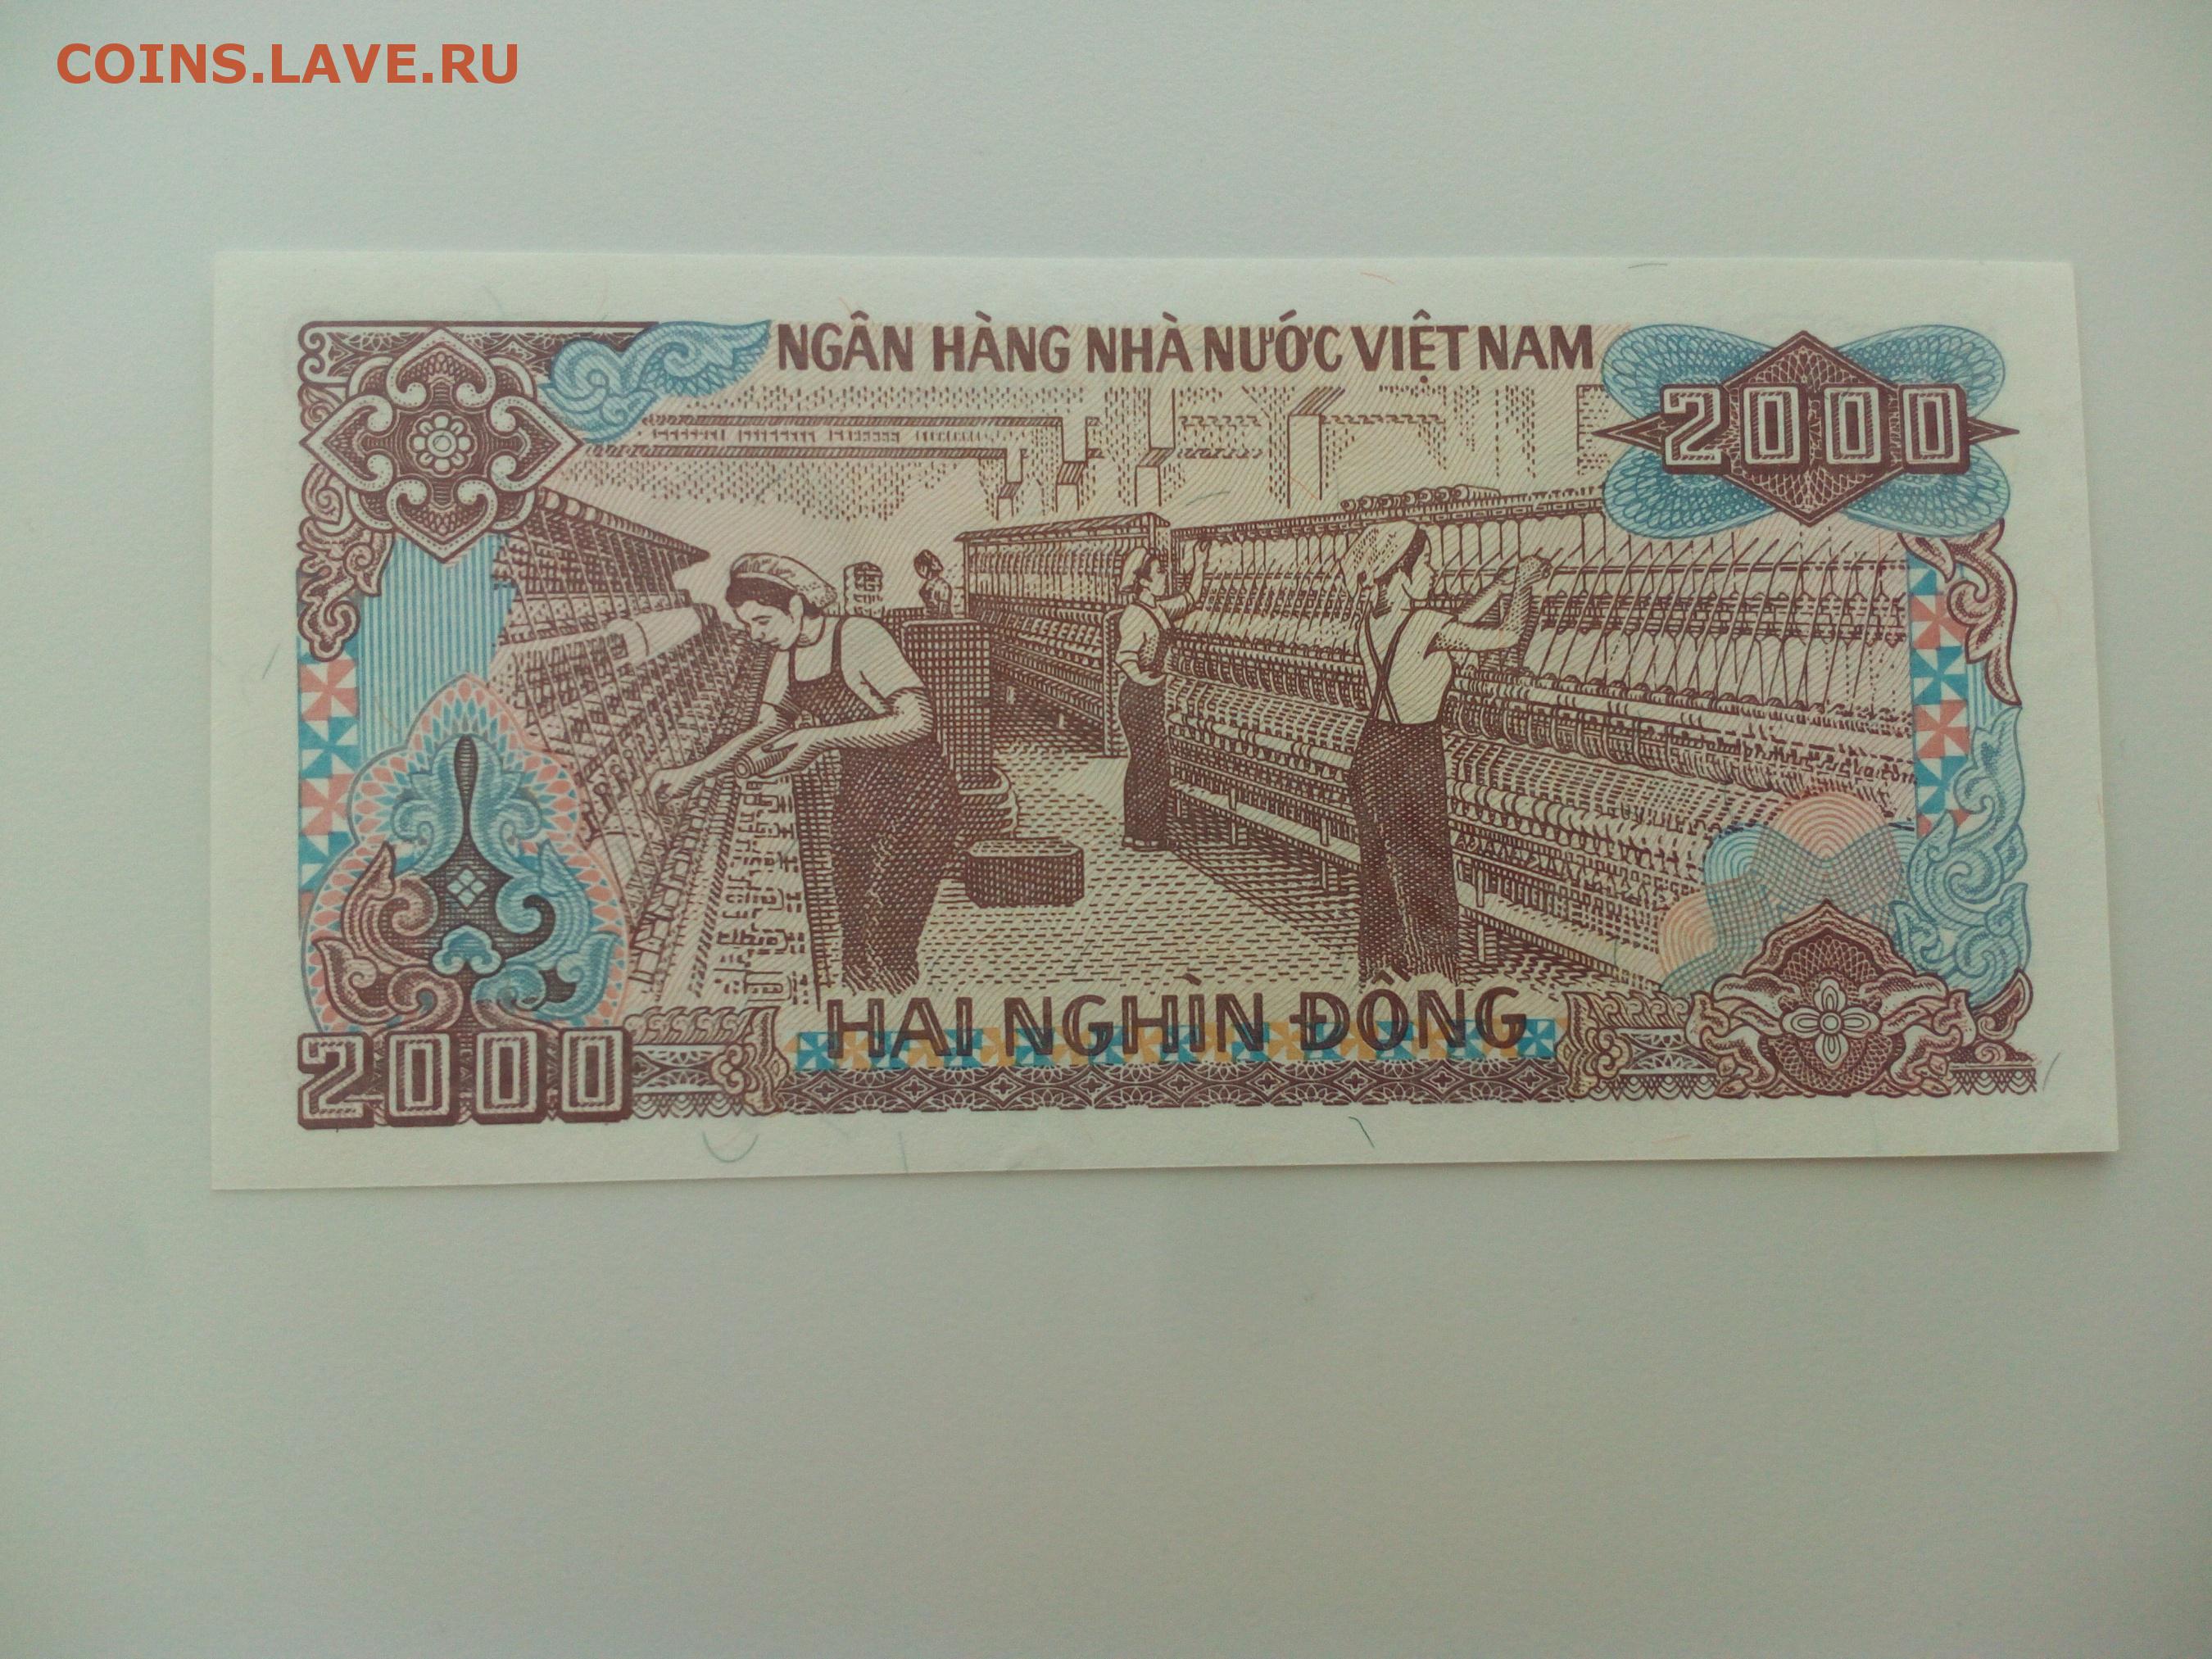 COINS.LAVE.RU
NGÂN HÀNG NHÀ NƯỚC VIỆT NAM
2000
HAI NGHÌN ĐỒNG
2000